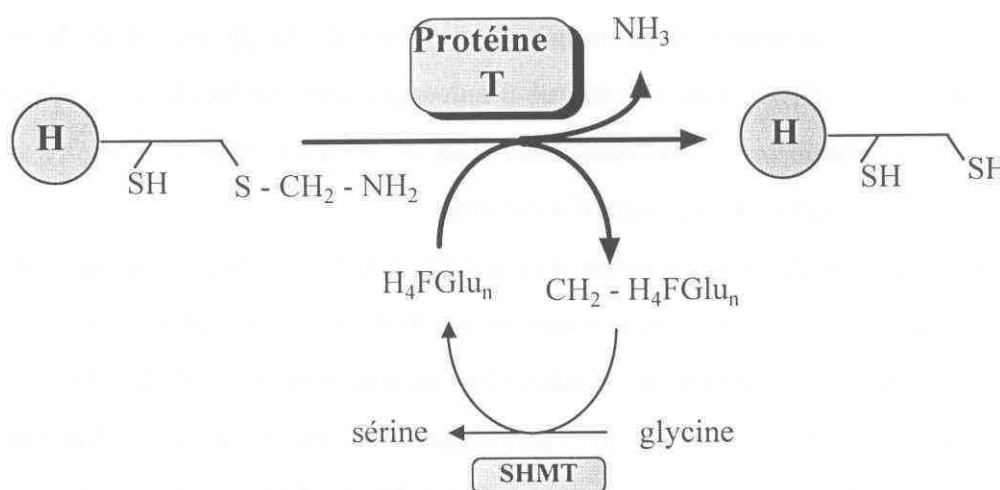 Protéine
T
NH₃
H
SH
S - CH₂ - NH₂
H
SH
SH
H₄FGluₙ
CH₂ - H₄FGluₙ
sérine
glycine
SHMT